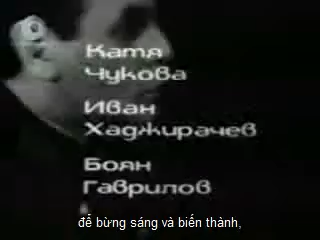 Катя
Чукова
Иван
Хаджирачев
Боян
Гаврилов
để bừng sáng và biến thành,